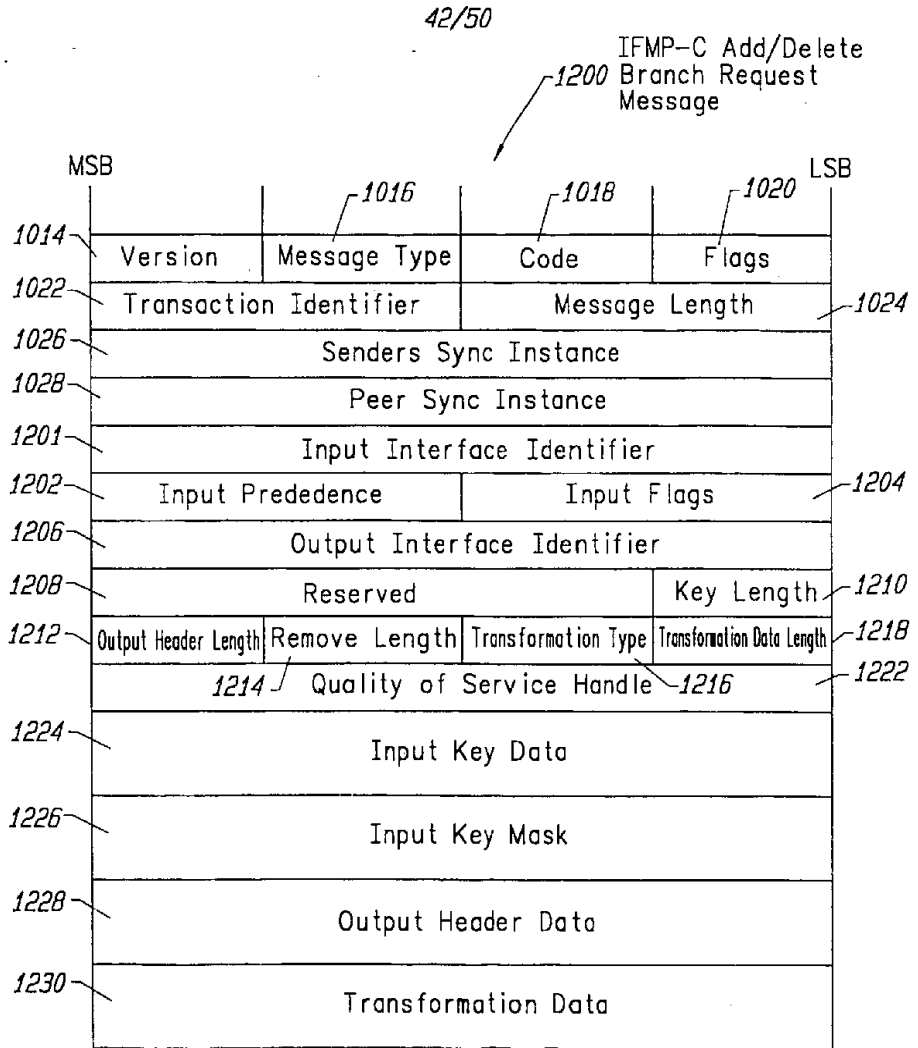 42/50
IFMP-C Add/Delete
1200 Branch Request
Message
MSB LSB
1016 1018 1020
1014 Version Message Type Code Flags
1022 Transaction Identifier Message Length 1024
1026 Senders Sync Instance
1028 Peer Sync Instance
1201 Input Interface Identifier
1202 Input Prededence Input Flags 1204
1206 Output Interface Identifier
1208 Reserved Key Length 1210
1212 Output Header Length Remove Length Transformation Type Transformation Data Length 1218
1214 Quality of Service Handle 1216 1222
1224 Input Key Data
1226 Input Key Mask
1228 Output Header Data
1230 Transformation Data